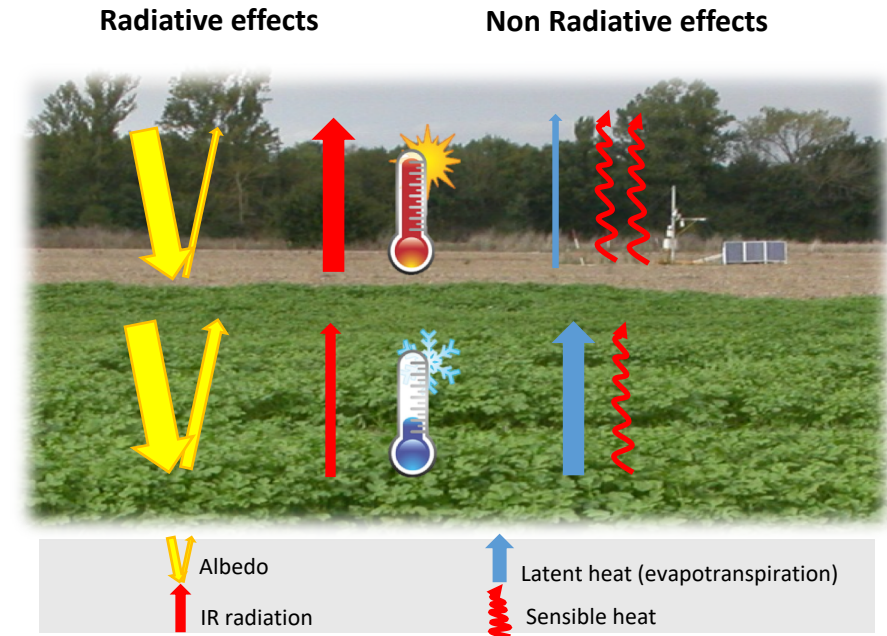 Radiative effects
Non Radiative effects
Albedo
Latent heat (evapotranspiration)
IR radiation
Sensible heat